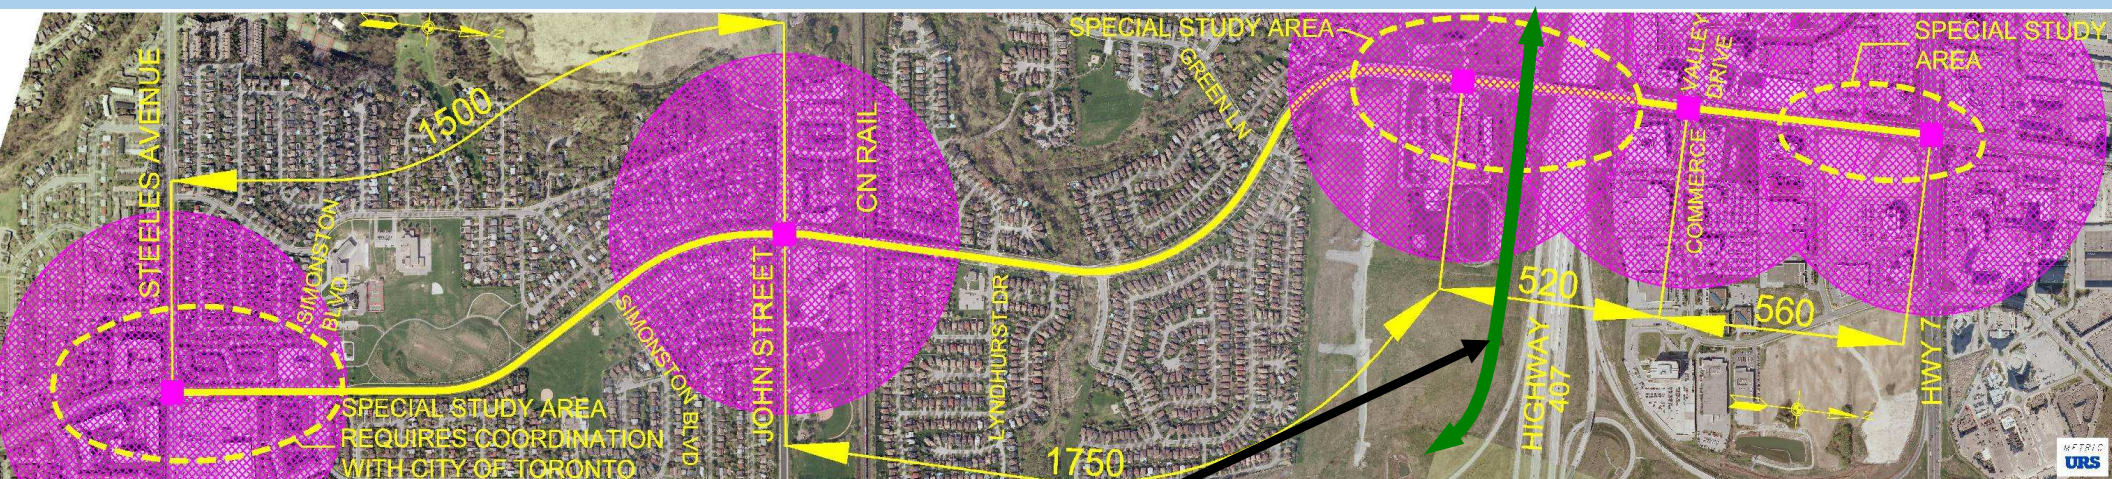 STEELES AVENUE
Z
1500
SIMONSTON
BLVD
SPECIAL STUDY AREA
REQUIRES COORDINATION
WITH CITY OF TORONTO
SIMONSTON BLVD
JOHN STREET
CN RAIL
LYNDHURST DR
1750
SPECIAL STUDY AREA
GREEN LN
520
HIGHWAY
407
COMMERCE VALLEY
DRIVE
560
SPECIAL STUDY
AREA
HWY 7
Z
METRIC
URS